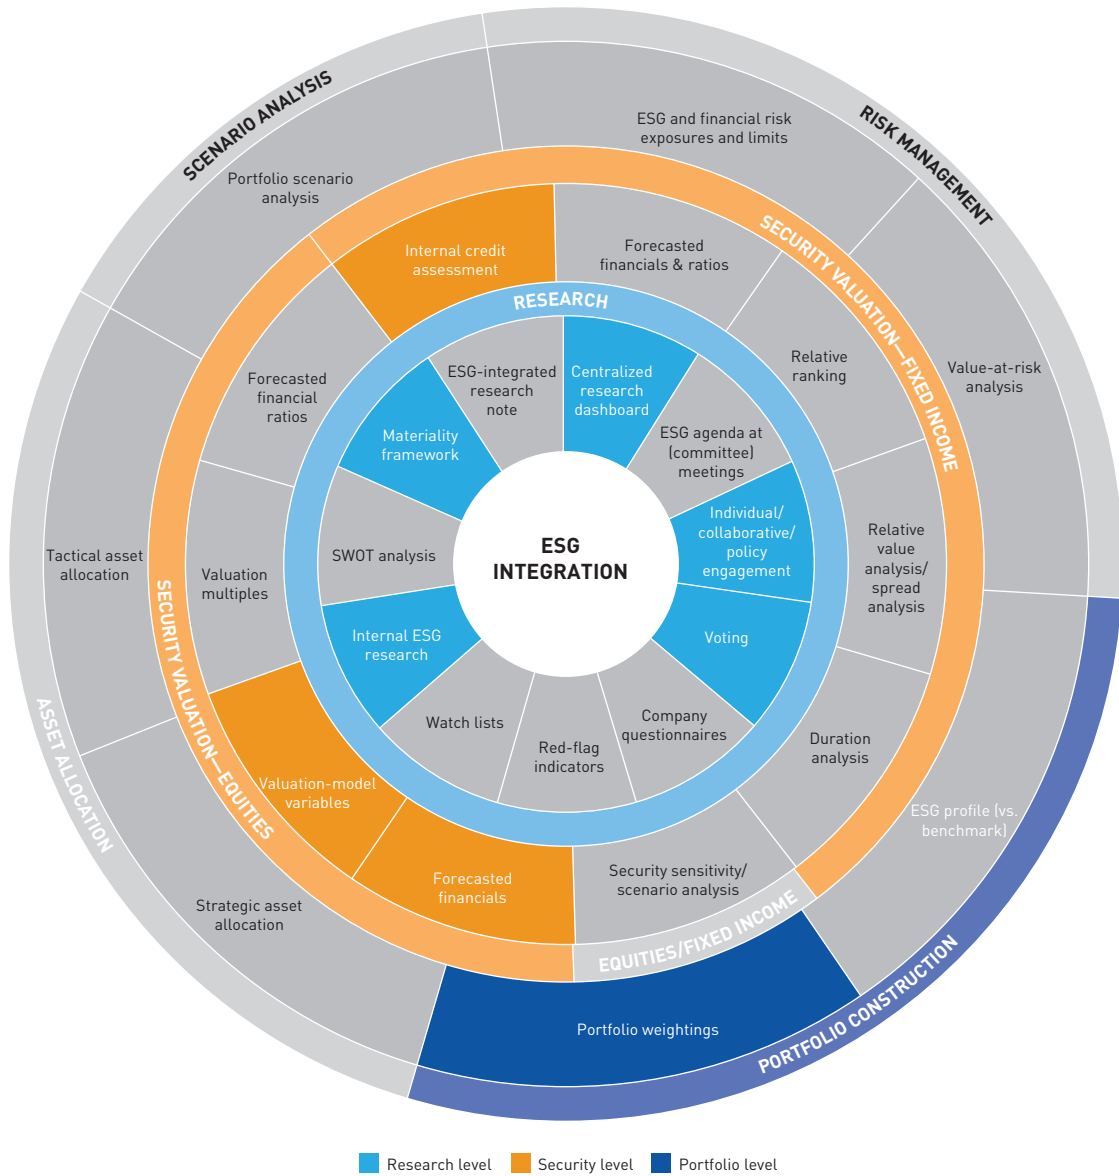 SCENARIO ANALYSIS
RISK MANAGEMENT
ESG and financial risk
exposures and limits
Portfolio scenario
analysis
Value-at-risk
analysis
Tactical asset
allocation
ASSET ALLOCATION
Strategic asset
allocation
ESG profile (vs.
benchmark)
Portfolio weightings
PORTFOLIO CONSTRUCTION
SECURITY VALUATION—FIXED INCOME
SECURITY VALUATION—EQUITIES
EQUITIES/FIXED INCOME
Internal credit
assessment
Forecasted
financials & ratios
Relative
ranking
Relative
value
analysis/
spread
analysis
Duration
analysis
Security sensitivity/
scenario analysis
Forecasted
financials
Valuation-model
variables
Valuation
multiples
Forecasted
financial
ratios
RESEARCH
ESG-integrated
research
note
Centralized
research
dashboard
ESG agenda at
(committee)
meetings
Individual/
collaborative/
policy
engagement
Voting
Company
questionnaires
Red-flag
indicators
Watch lists
Internal ESG
research
SWOT analysis
Materiality
framework
ESG
INTEGRATION
Research level
Security level
Portfolio level